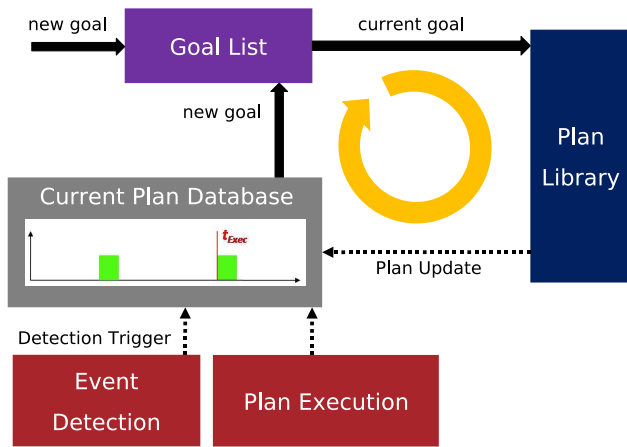 new goal
Goal List
current goal
new goal
Plan
Library
Current Plan Database
tExec
Plan Update
Detection Trigger
Event
Detection
Plan Execution